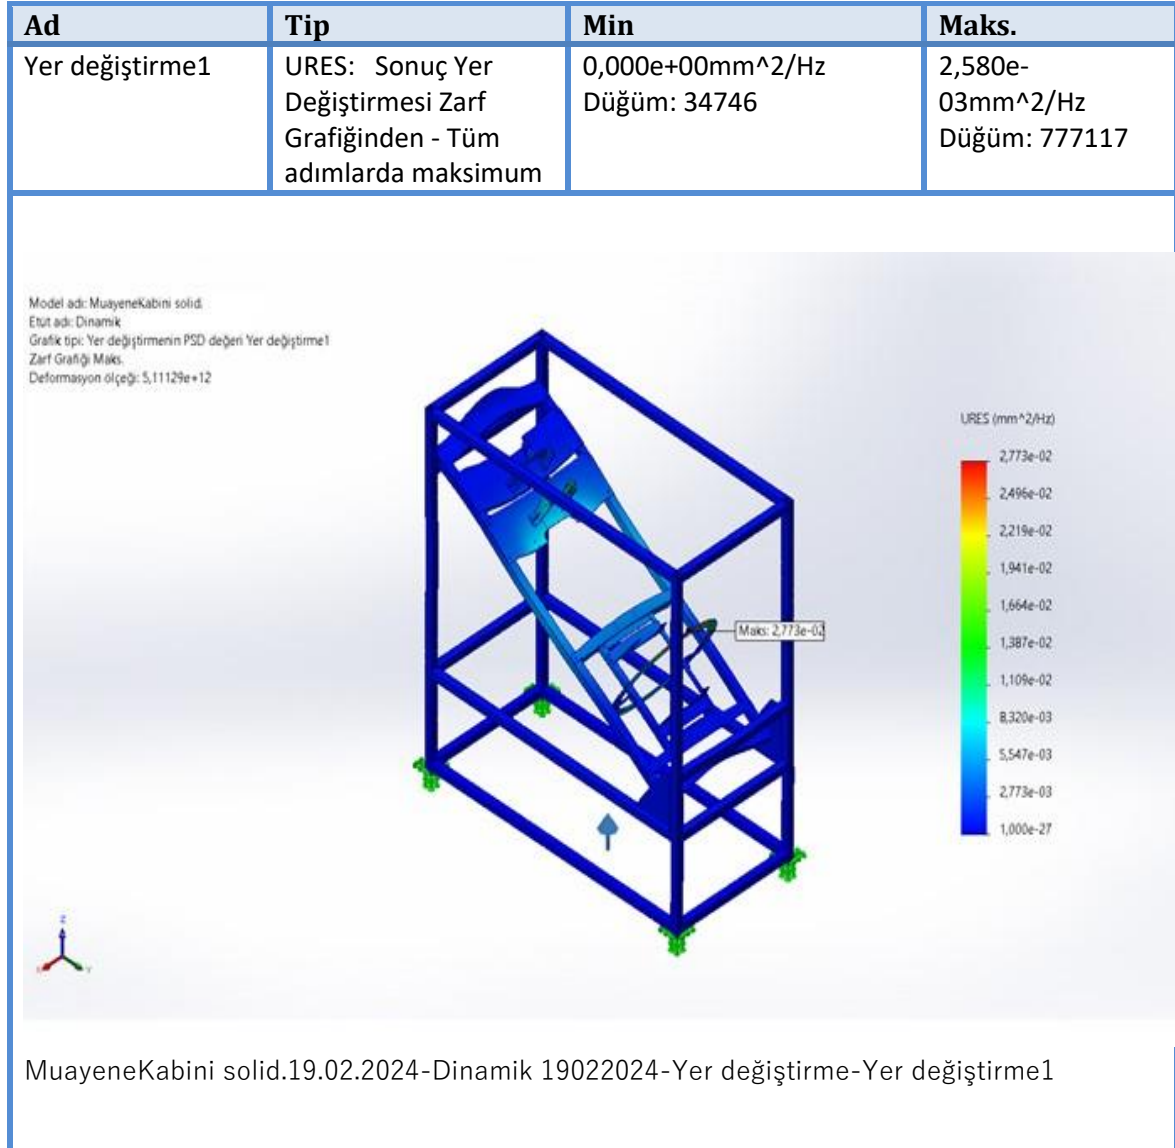 Ad Tip Min Maks.
Yer değiştirme1 URES: Sonuç Yer 0,000e+00mm^2/Hz 2,580e-
Değiştirmesi Zarf Düğüm: 34746 03mm^2/Hz
Grafiğinden - Tüm Düğüm: 777117
adımlarda maksimum
Model adı: MuayeneKabini solid.
Etüt adı: Dinamik
Grafik tipi: Yer değiştirmenin PSD değeri Yer değiştirme1
Zarf Grafiği Maks.
Deformasyon ölçeği: 5,11129e+12
URES (mm^2/Hz)
2,773e-02
2,496e-02
2,219e-02
1,941e-02
1,664e-02
1,387e-02
1,109e-02
8,320e-03
5,547e-03
2,773e-03
1,000e-27
Maks: 2,773e-02
z
x
y
MuayeneKabini solid.19.02.2024-Dinamik 19022024-Yer değiştirme-Yer değiştirme1